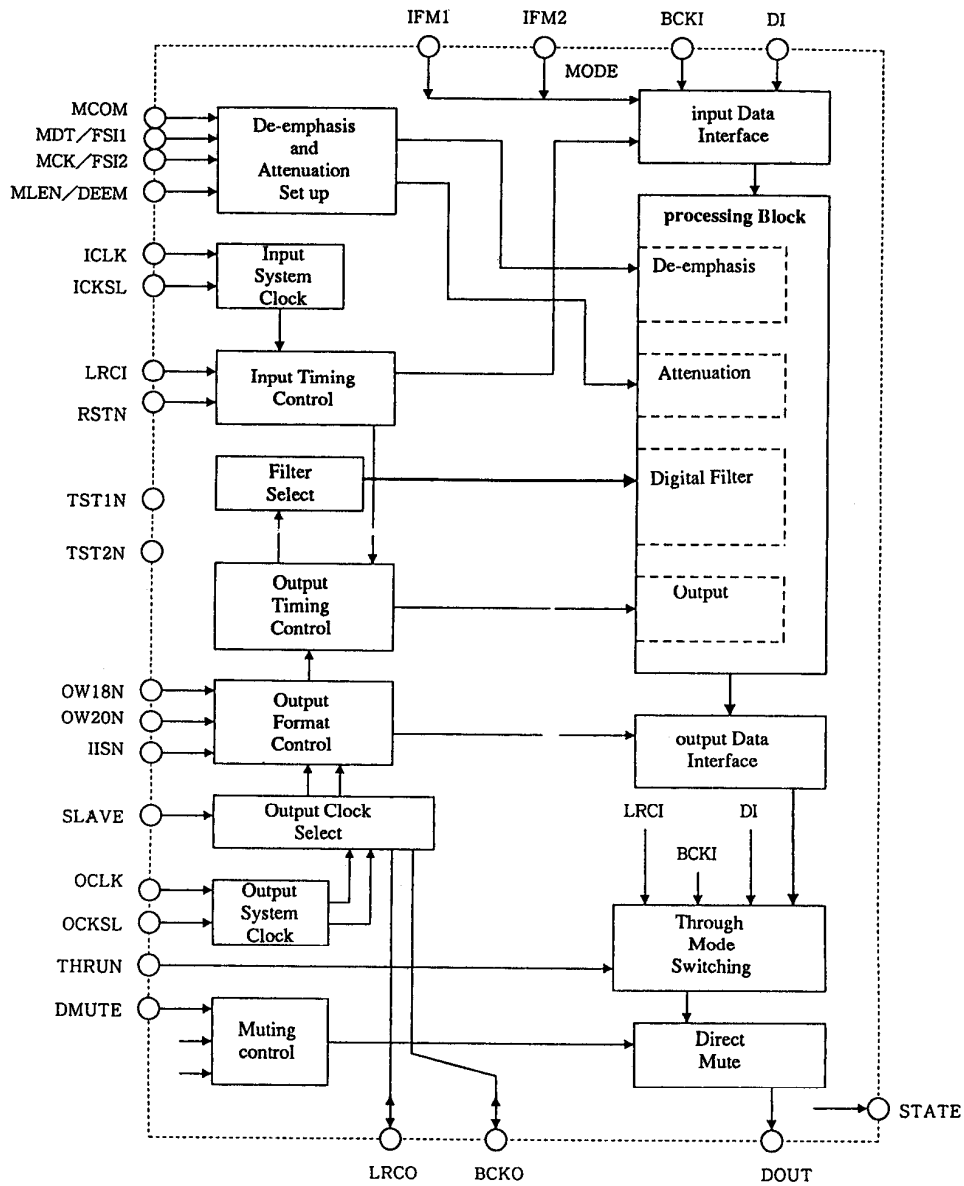 IFM1
IFM2
BCKI
DI
MODE
MCOM
MDT/FSI1
MCK/FSI2
MLEN/DEEM
De-emphasis
and
Attenuation
Set up
input Data
Interface
processing Block
De-emphasis
Attenuation
Digital Filter
Output
ICLK
ICKSL
Input
System
Clock
LRCI
RSTN
Input Timing
Control
Filter
Select
TST1N
TST2N
Output
Timing
Control
OW18N
OW20N
IISN
Output
Format
Control
output Data
Interface
SLAVE
Output Clock
Select
LRCI
DI
BCKI
OCLK
OCKSL
Output
System
Clock
Through
Mode
Switching
THRUN
DMUTE
Muting
control
Direct
Mute
STATE
LRCO
BCKO
DOUT